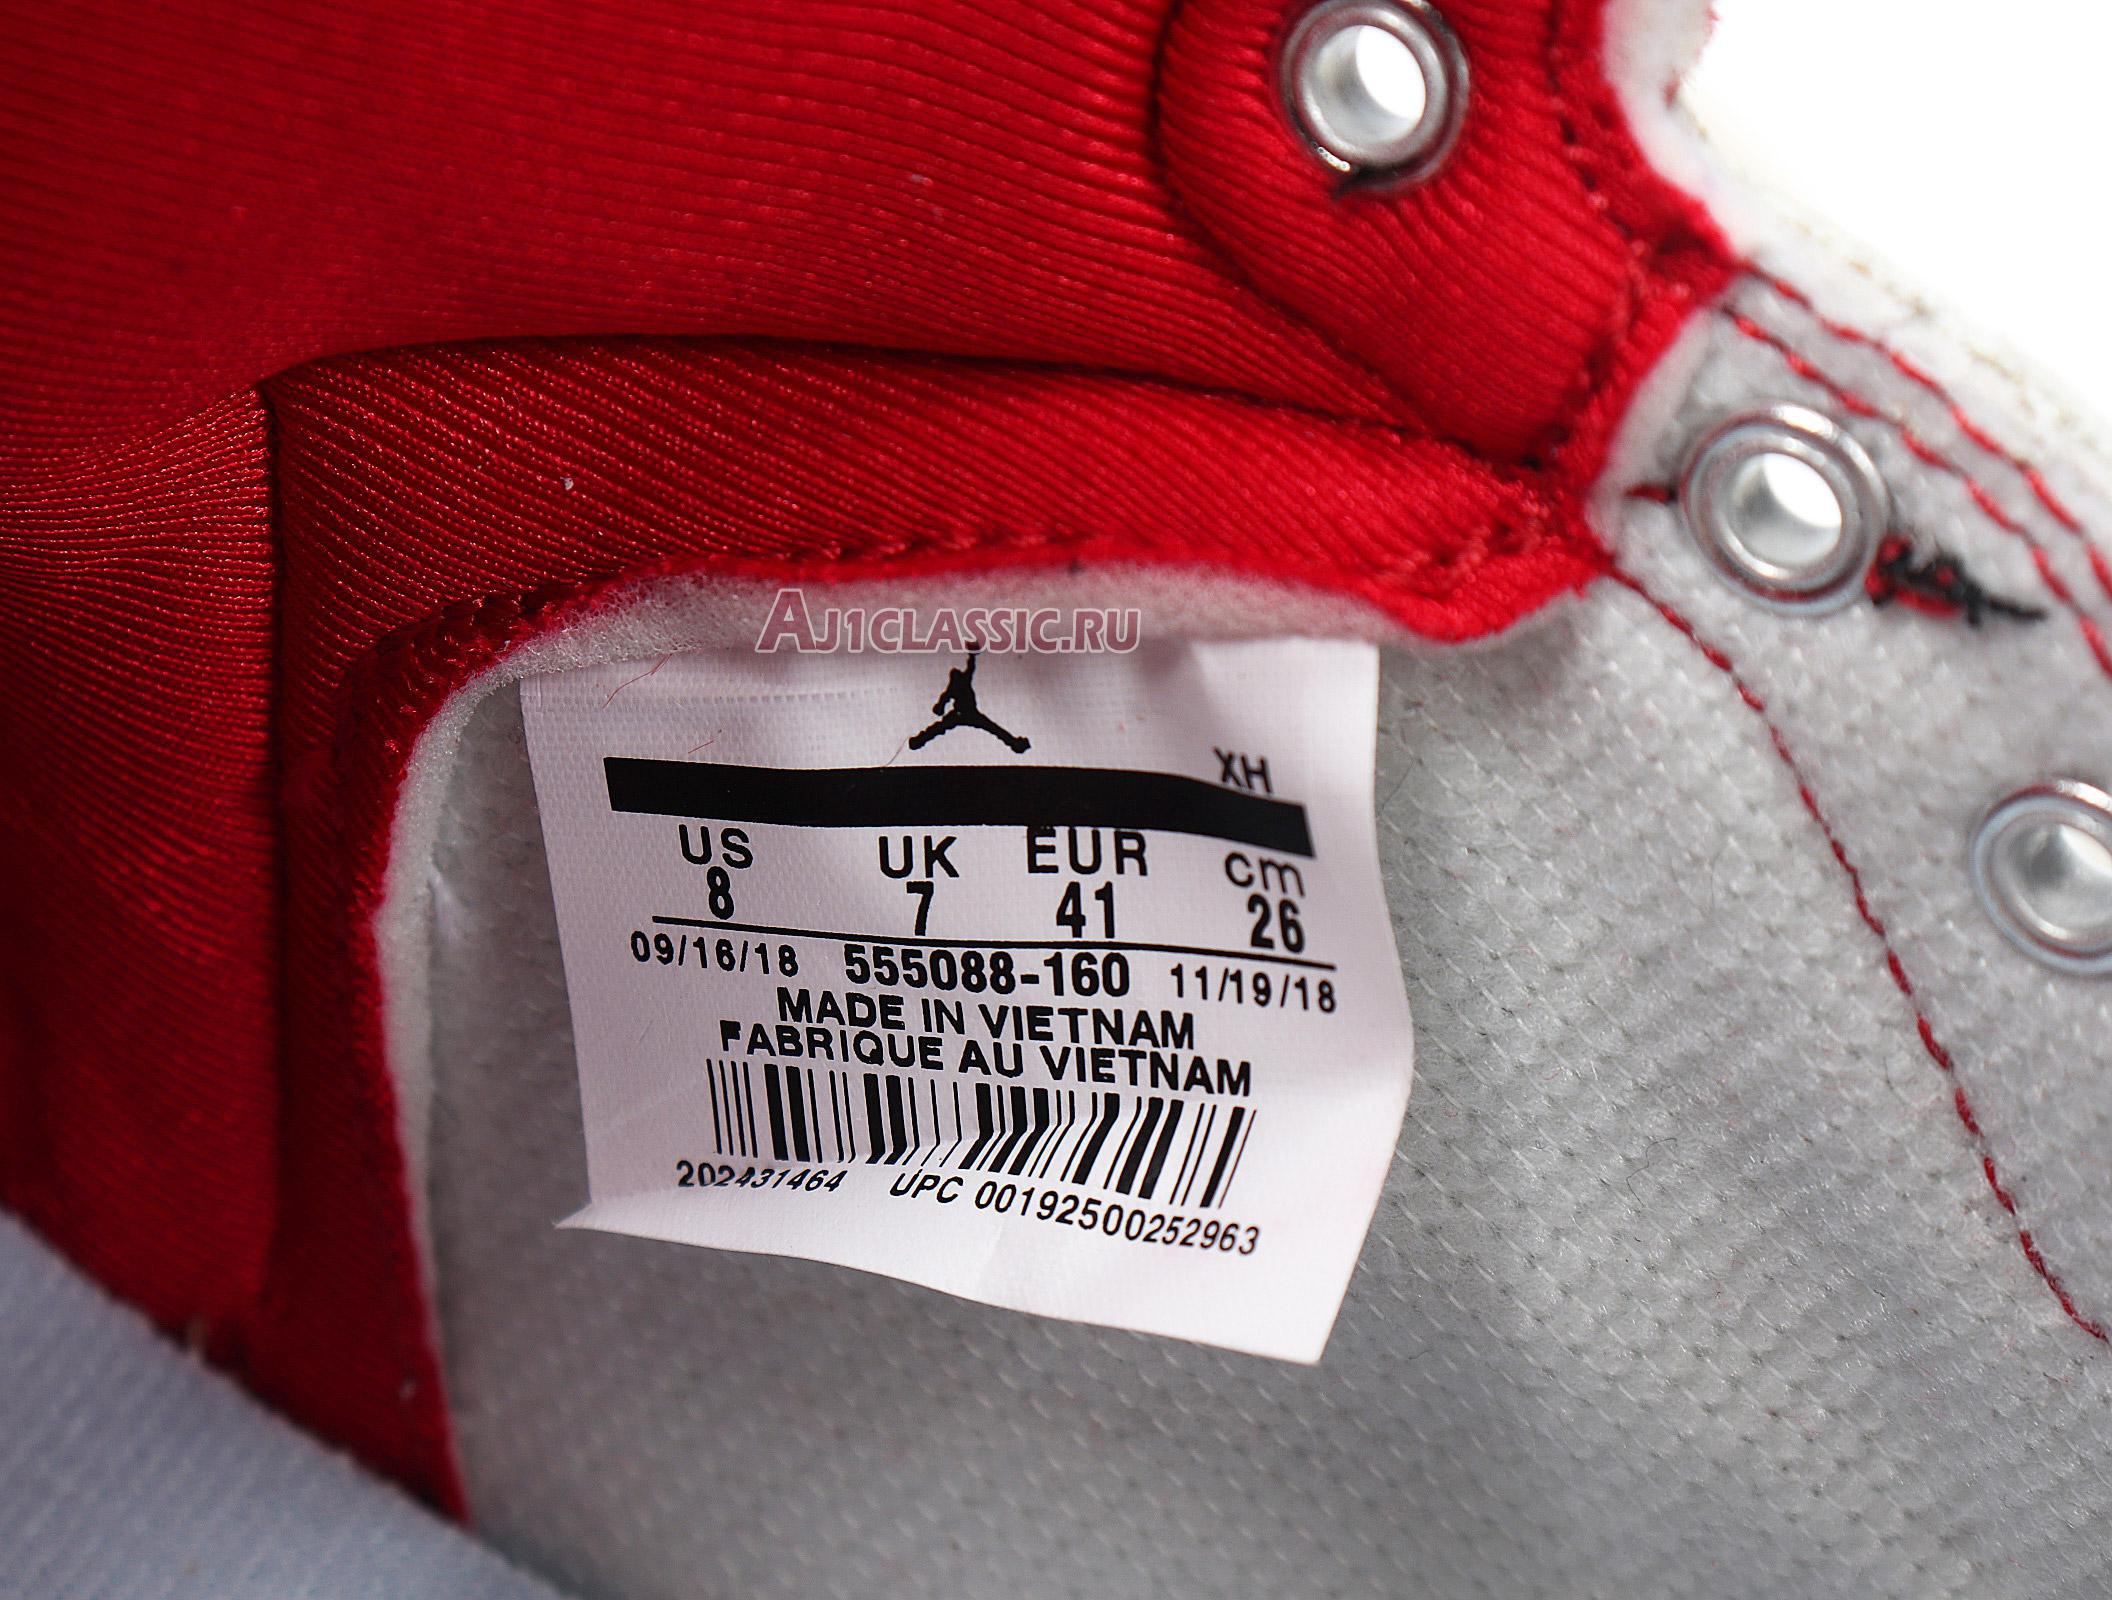 AJ1CLASSIC.RU
XH
US UK EUR cm
8 7 41 26
09/16/18 555088-160 11/19/18
MADE IN VIETNAM
FABRIQUE AU VIETNAM
202431464 UPC 00192500252963